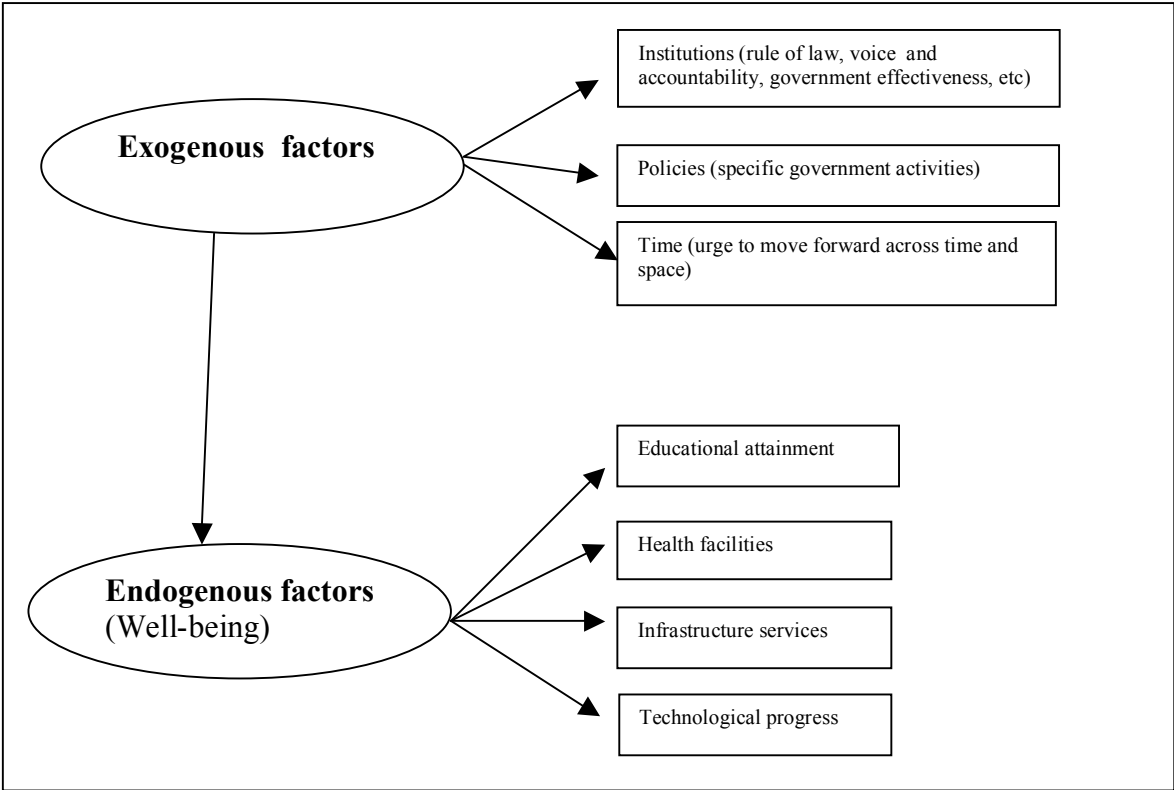 Exogenous factors
Institutions (rule of law, voice and
accountability, government effectiveness, etc)
Policies (specific government activities)
Time (urge to move forward across time and
space)
Endogenous factors
(Well-being)
Educational attainment
Health facilities
Infrastructure services
Technological progress